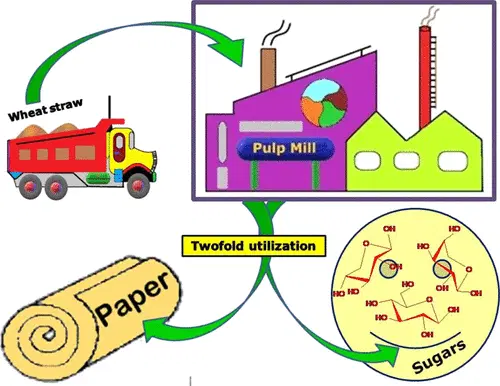 Wheat straw
Pulp Mill
Twofold utilization
Paper
OH
HO
O
OH
HO
OH
HO
O
OH
OH
HO
HO
O
HO
OH
OH
Sugars